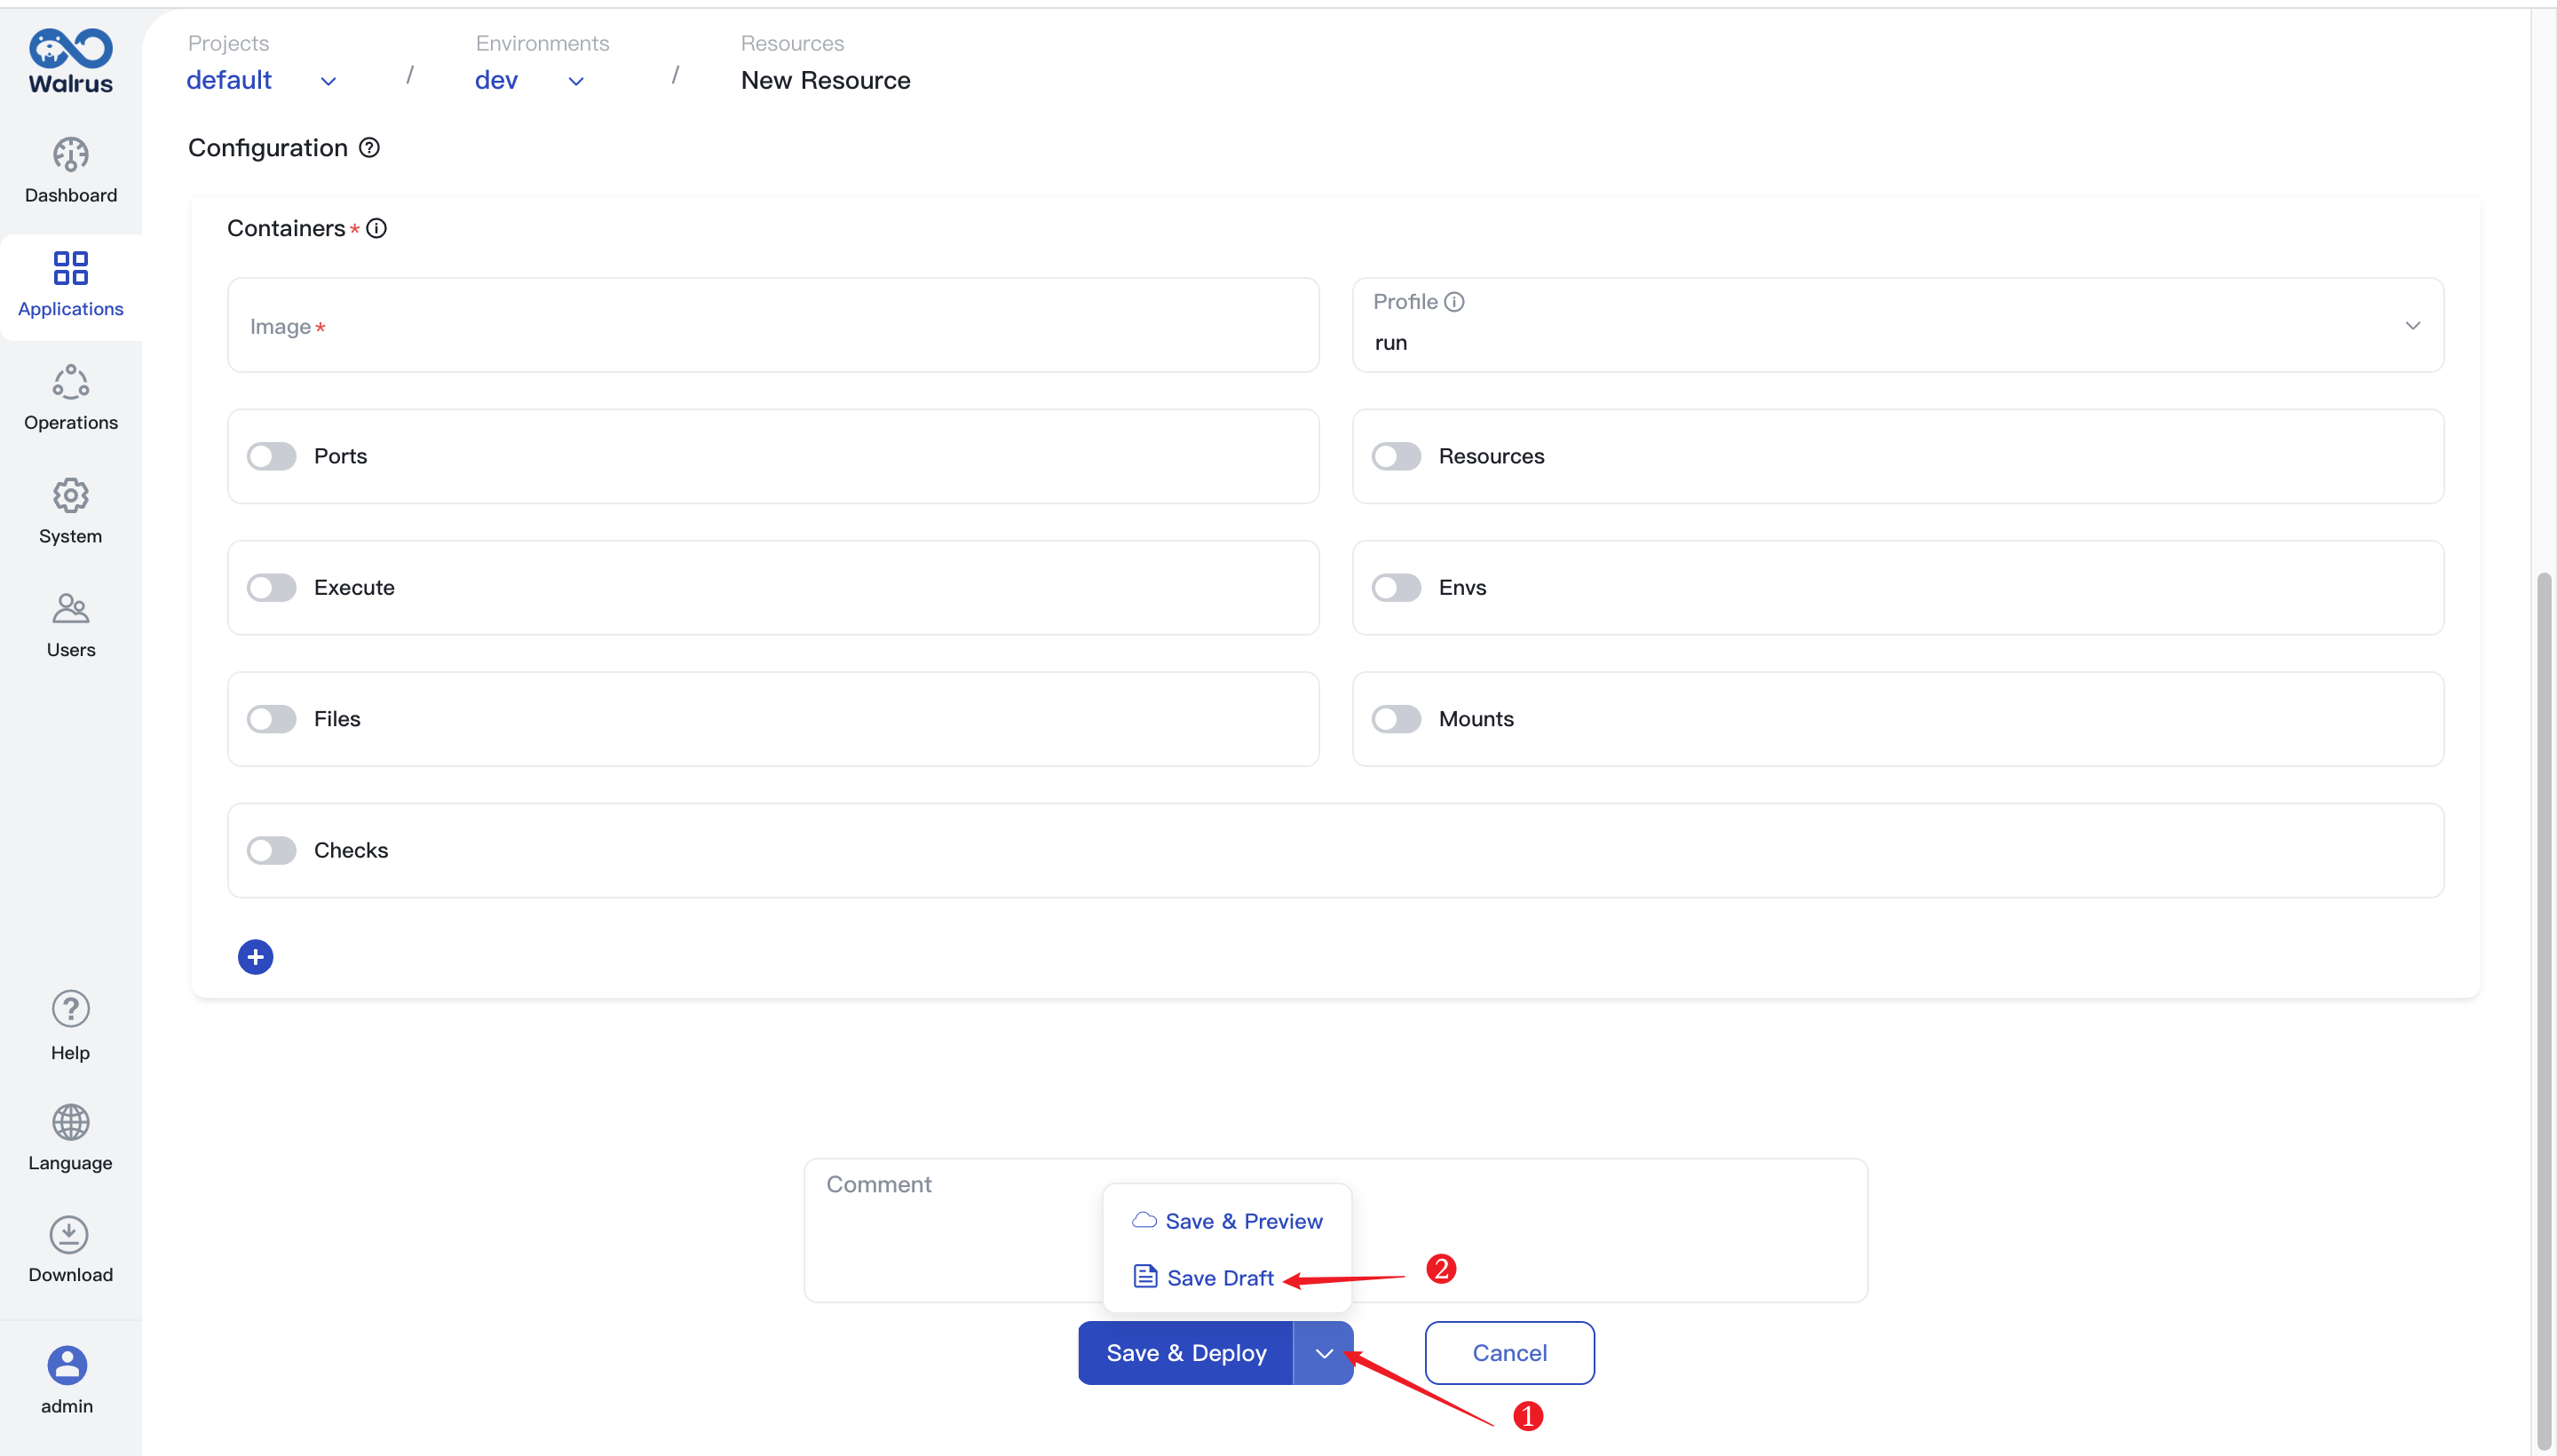 Walrus
Dashboard
Applications
Operations
System
Users
Help
Language
Download
admin
Projects
default
/
Environments
dev
/
Resources
New Resource
Configuration
Containers *
Image *
Profile
run
Ports
Resources
Execute
Envs
Files
Mounts
Checks
Comment
Save & Preview
Save Draft
2
Save & Deploy
Cancel
1